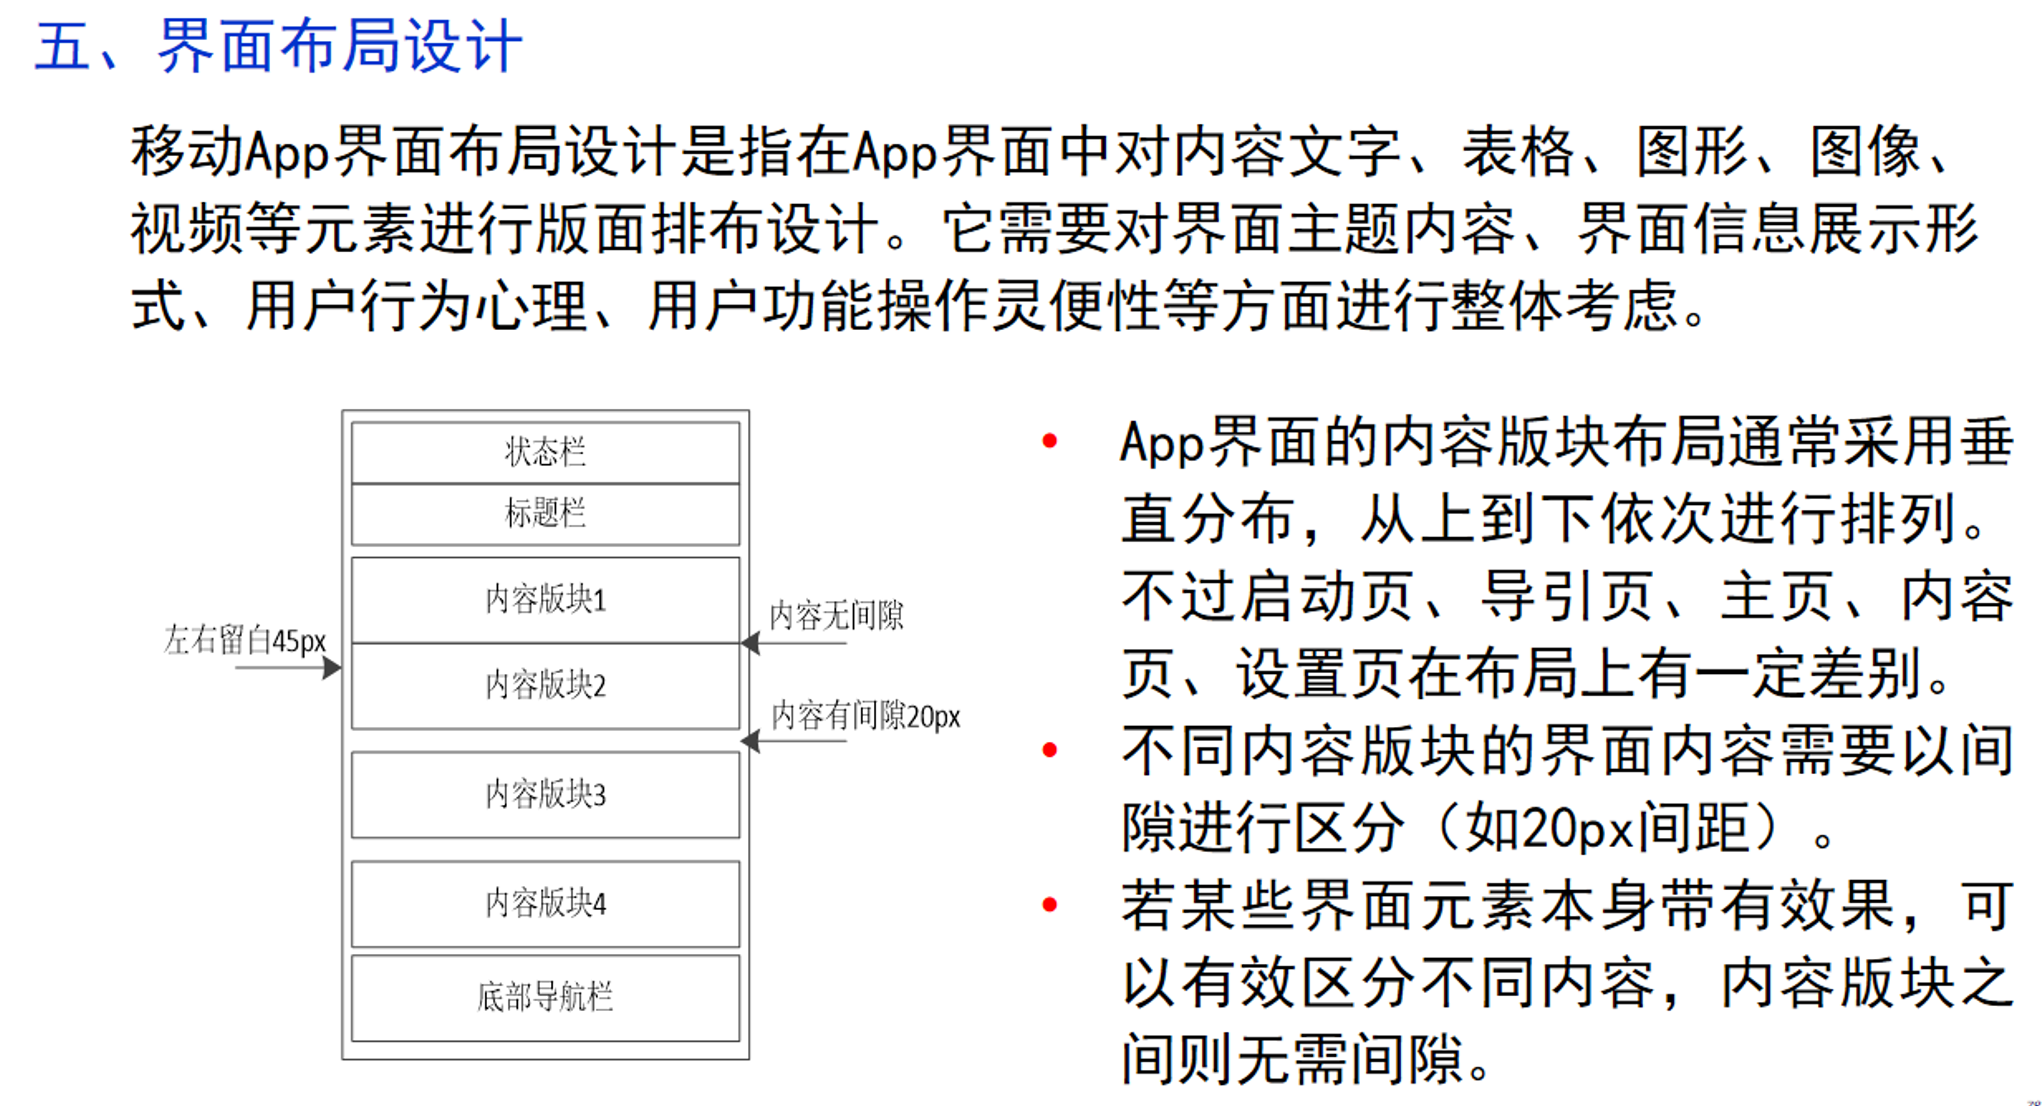 五、界面布局设计
移动App界面布局设计是指在App界面中对内容文字、表格、图形、图像、
视频等元素进行版面排布设计。它需要对界面主题内容、界面信息展示形
式、用户行为心理、用户功能操作灵便性等方面进行整体考虑。
状态栏
标题栏
内容版块1
内容无间隙
左右留白45px
内容版块2
内容有间隙20px
内容版块3
内容版块4
底部导航栏
• App界面的内容版块布局通常采用垂
直分布，从上到下依次进行排列。
不过启动页、导引页、主页、内容
页、设置页在布局上有一定差别。
• 不同内容版块的界面内容需要以间
隙进行区分（如20px间距）。
• 若某些界面元素本身带有效果，可
以有效区分不同内容，内容版块之
间则无需间隙。